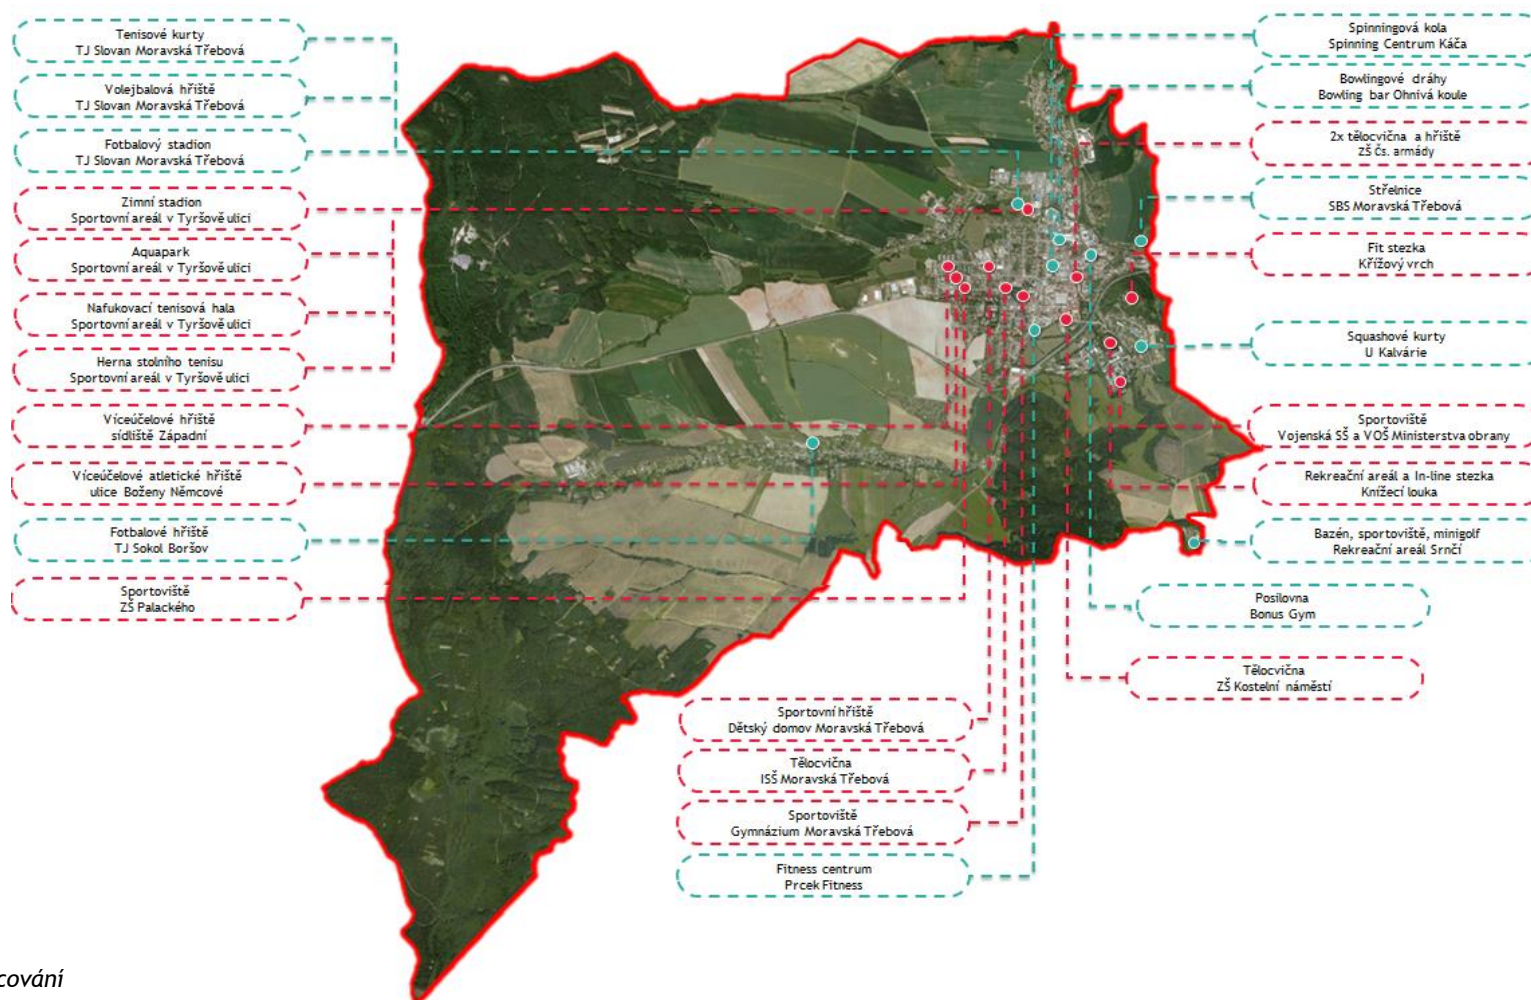 Tenisové kurty
TJ Slovan Moravská Třebová
Volejbalová hřiště
TJ Slovan Moravská Třebová
Fotbalový stadion
TJ Slovan Moravská Třebová
Zimní stadion
Sportovní areál v Tyršově ulici
Aquapark
Sportovní areál v Tyršově ulici
Nafukovací tenisová hala
Sportovní areál v Tyršově ulici
Herna stolního tenisu
Sportovní areál v Tyršově ulici
Víceúčelové hřiště
sídliště Západní
Víceúčelové atletické hřiště
ulice Boženy Němcové
Fotbalové hřiště
TJ Sokol Boršov
Sportoviště
ZŠ Palackého
Spinningová kola
Spinning Centrum Káča
Bowlingové dráhy
Bowling bar Ohnivá koule
2x tělocvična a hřiště
ZŠ Čs. armády
Střelnice
SBS Moravská Třebová
Fit stezka
Křížový vrch
Squashové kurty
U Kalvárie
Sportoviště
Vojenská SŠ a VOŠ Ministerstva obrany
Rekreační areál a In-line stezka
Knížecí louka
Bazén, sportoviště, minigolf
Rekreační areál Srnčí
Posilovna
Bonus Gym
Tělocvična
ZŠ Kostelní náměstí
Sportovní hřiště
Dětský domov Moravská Třebová
Tělocvična
ISŠ Moravská Třebová
Sportoviště
Gymnázium Moravská Třebová
Fitness centrum
Prcek Fitness
cování